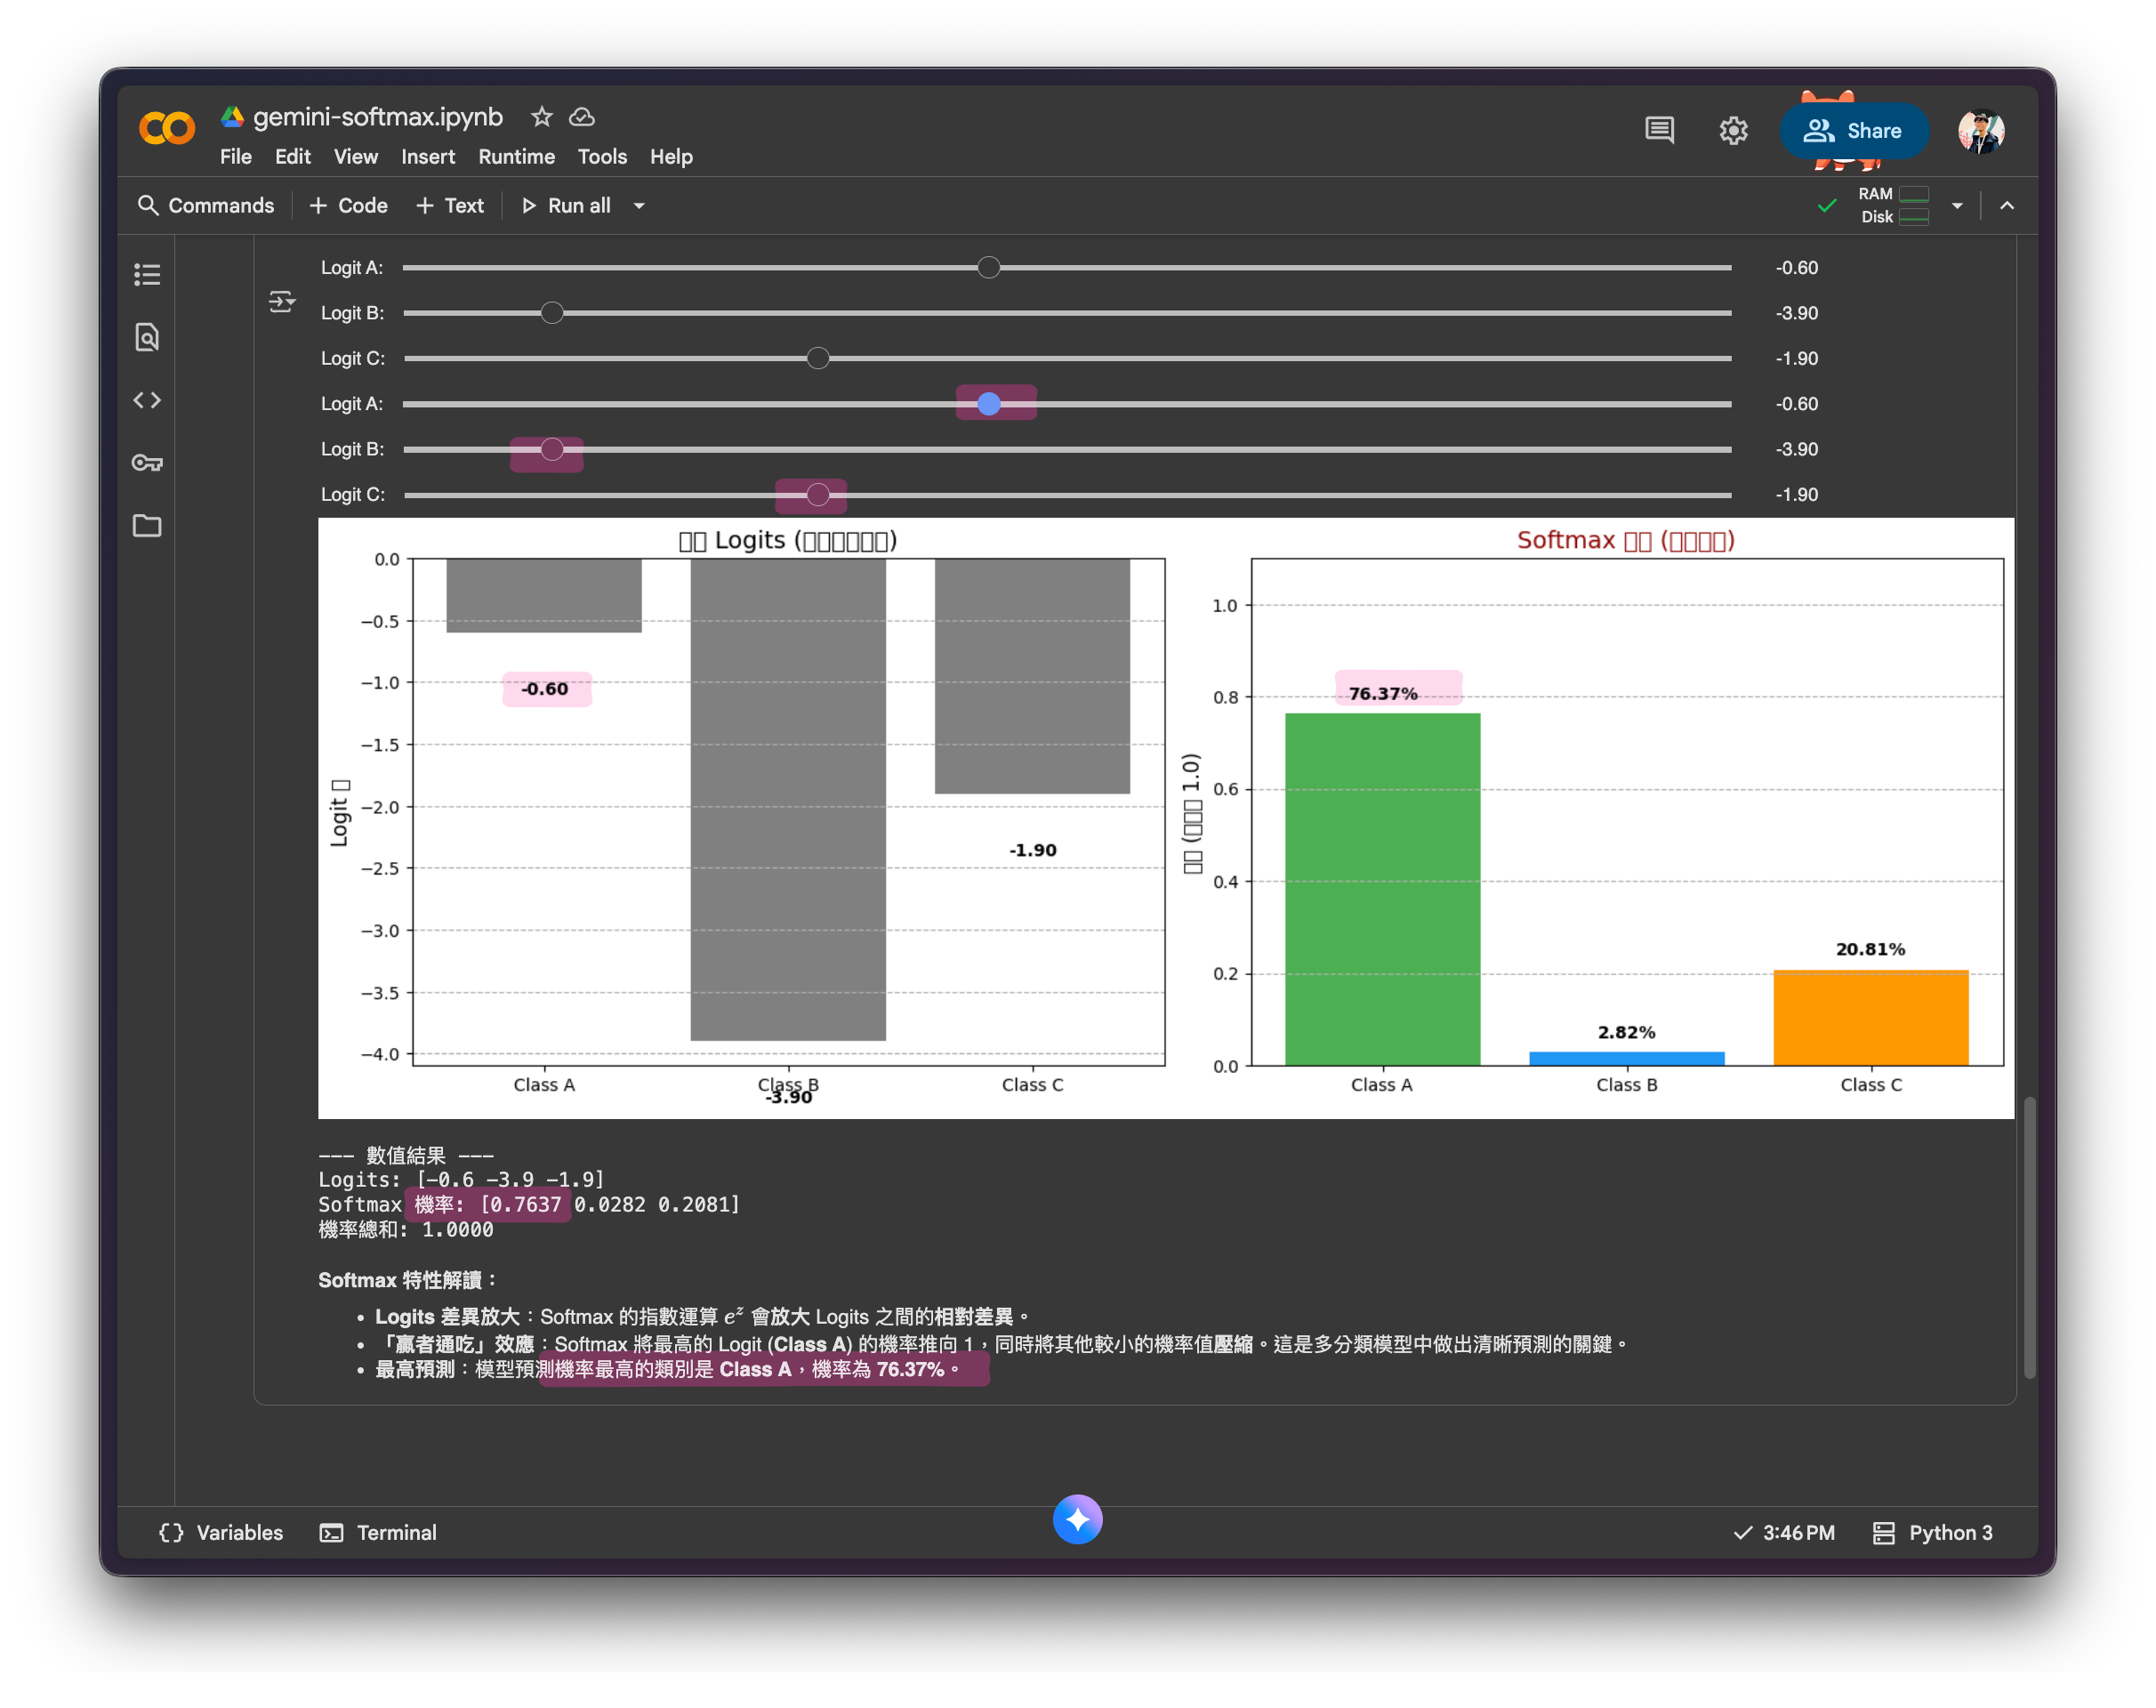 gemini-softmax.ipynb
File Edit View Insert Runtime Tools Help
Share
Commands + Code + Text Run all
RAM
Disk
Logit A: -0.60
Logit B: -3.90
Logit C: -1.90
Logit A: -0.60
Logit B: -3.90
Logit C: -1.90
□□ Logits (□□□□□□)
Logit □
0.0
−0.5
−1.0
−1.5
−2.0
−2.5
−3.0
−3.5
−4.0
-0.60
-3.90
-1.90
Class A Class B Class C
Softmax □□ (□□□□)
□□ (□□□ 1.0)
1.0
0.8
0.6
0.4
0.2
0.0
76.37%
2.82%
20.81%
Class A Class B Class C
--- 數值結果 ---
Logits: [-0.6 -3.9 -1.9]
Softmax 機率: [0.7637 0.0282 0.2081]
機率總和: 1.0000
Softmax 特性解讀：
• Logits 差異放大：Softmax 的指數運算 e^z 會放大 Logits 之間的相對差異。
• 「贏者通吃」效應：Softmax 將最高的 Logit (Class A) 的機率推向 1，同時將其他較小的機率值壓縮。這是多分類模型中做出清晰預測的關鍵。
• 最高預測：模型預測機率最高的類別是 Class A，機率為 76.37%。
Variables Terminal 3:46 PM Python 3